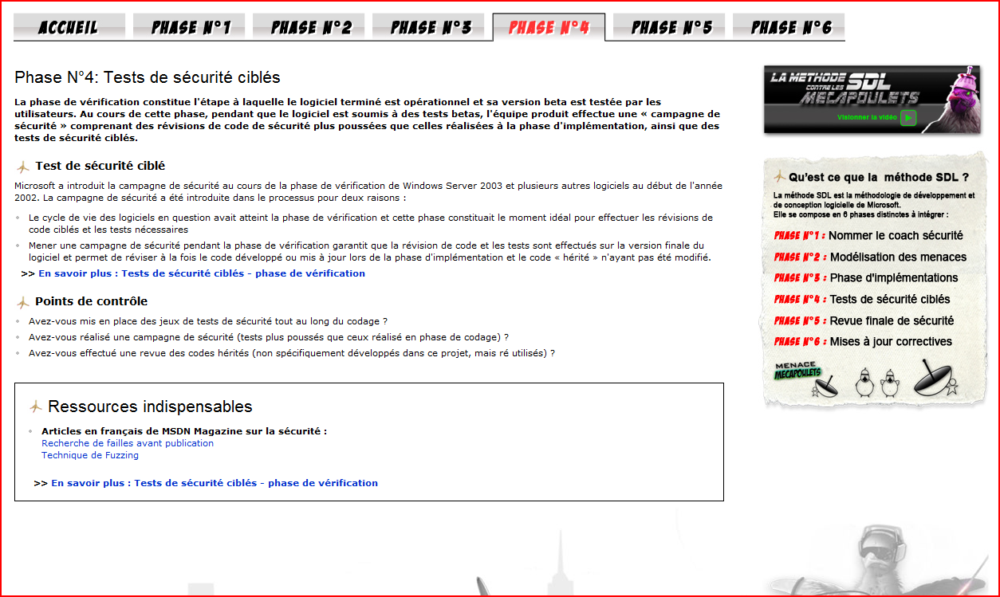 ACCUEIL
PHASE N°1
PHASE N°2
PHASE N°3
PHASE N°4
PHASE N°5
PHASE N°6
Phase N°4: Tests de sécurité ciblés
La phase de vérification constitue l'étape à laquelle le logiciel terminé est opérationnel et sa version beta est testée par les
utilisateurs. Au cours de cette phase, pendant que le logiciel est soumis à des tests betas, l'équipe produit effectue une « campagne de
sécurité » comprenant des révisions de code de sécurité plus poussées que celles réalisées à la phase d'implémentation, ainsi que des
tests de sécurité ciblés.
Test de sécurité ciblé
Microsoft a introduit la campagne de sécurité au cours de la phase de vérification de Windows Server 2003 et plusieurs autres logiciels au début de l'année
2002. La campagne de sécurité a été introduite dans le processus pour deux raisons :
Le cycle de vie des logiciels en question avait atteint la phase de vérification et cette phase constituait le moment idéal pour effectuer les révisions de
code ciblés et les tests nécessaires
Mener une campagne de sécurité pendant la phase de vérification garantit que la révision de code et les tests sont effectués sur la version finale du
logiciel et permet de réviser à la fois le code développé ou mis à jour lors de la phase d'implémentation et le code « hérité » n'ayant pas été modifié.
>> En savoir plus : Tests de sécurité ciblés - phase de vérification
Points de contrôle
Avez-vous mis en place des jeux de tests de sécurité tout au long du codage ?
Avez-vous réalisé une campagne de sécurité (tests plus poussés que ceux réalisé en phase de codage) ?
Avez-vous effectué une revue des codes hérités (non spécifiquement développés dans ce projet, mais ré utilisés) ?
Ressources indispensables
Articles en français de MSDN Magazine sur la sécurité :
Recherche de failles avant publication
Technique de Fuzzing
>> En savoir plus : Tests de sécurité ciblés - phase de vérification
LA METHODE SDL
CONTRE LES
MECAPOULETS
Visionner la vidéo
Qu'est ce que la méthode SDL ?
La méthode SDL est la méthodologie de développement et
de conception logicielle de Microsoft.
Elle se compose en 6 phases distinctes à intégrer :
PHASE N°1 : Nommer le coach sécurité
PHASE N°2 : Modélisation des menaces
PHASE N°3 : Phase d'implémentations
PHASE N°4 : Tests de sécurité ciblés
PHASE N°5 : Revue finale de sécurité
PHASE N°6 : Mises à jour correctives
MENACE
MECAPOULETS